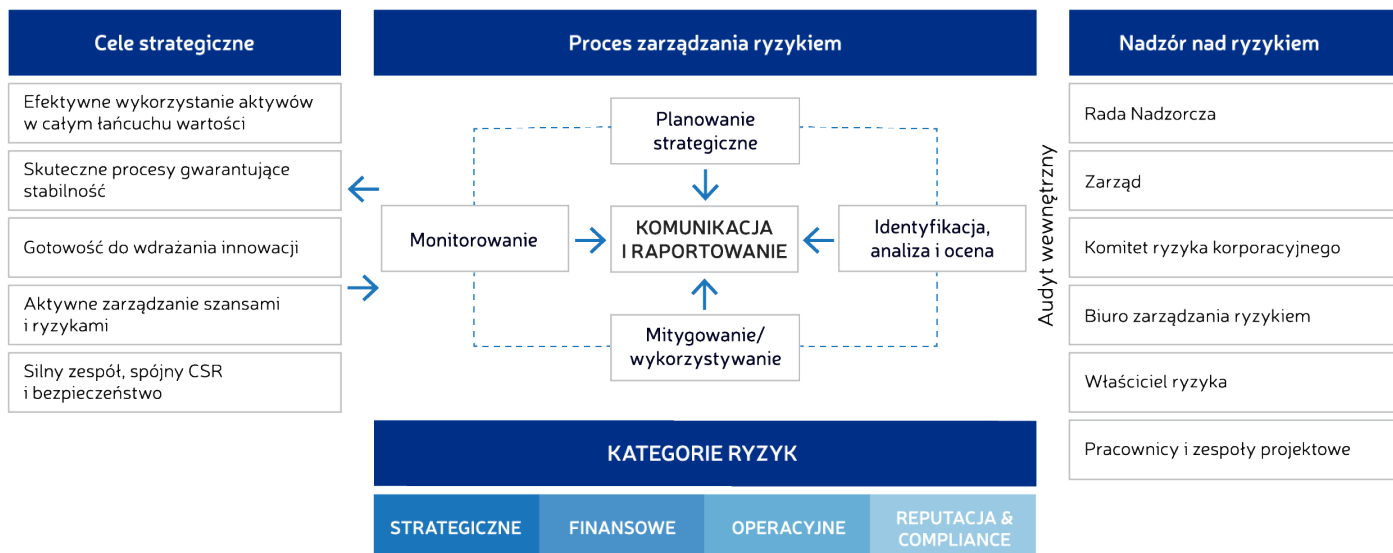 Cele strategiczne
Efektywne wykorzystanie aktywów
w całym łańcuchu wartości
Skuteczne procesy gwarantujące
stabilność
Gotowość do wdrażania innowacji
Aktywne zarządzanie szansami
i ryzykami
Silny zespół, spójny CSR
i bezpieczeństwo
Proces zarządzania ryzykiem
Planowanie
strategiczne
Monitorowanie
KOMUNIKACJA
I RAPORTOWANIE
Identyfikacja,
analiza i ocena
Mitygowanie/
wykorzystywanie
KATEGORIE RYZYK
STRATEGICZNE
FINANSOWE
OPERACYJNE
REPUTACJA &
COMPLIANCE
Audyt wewnętrzny
Nadzór nad ryzykiem
Rada Nadzorcza
Zarząd
Komitet ryzyka korporacyjnego
Biuro zarządzania ryzykiem
Właściciel ryzyka
Pracownicy i zespoły projektowe